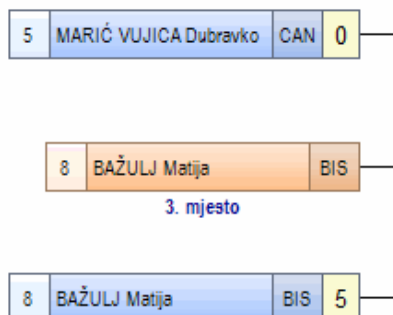 5 MARIĆ VUJICA Dubravko CAN 0
8 BAŽULJ Matija BIS
3. mjesto
8 BAŽULJ Matija BIS 5